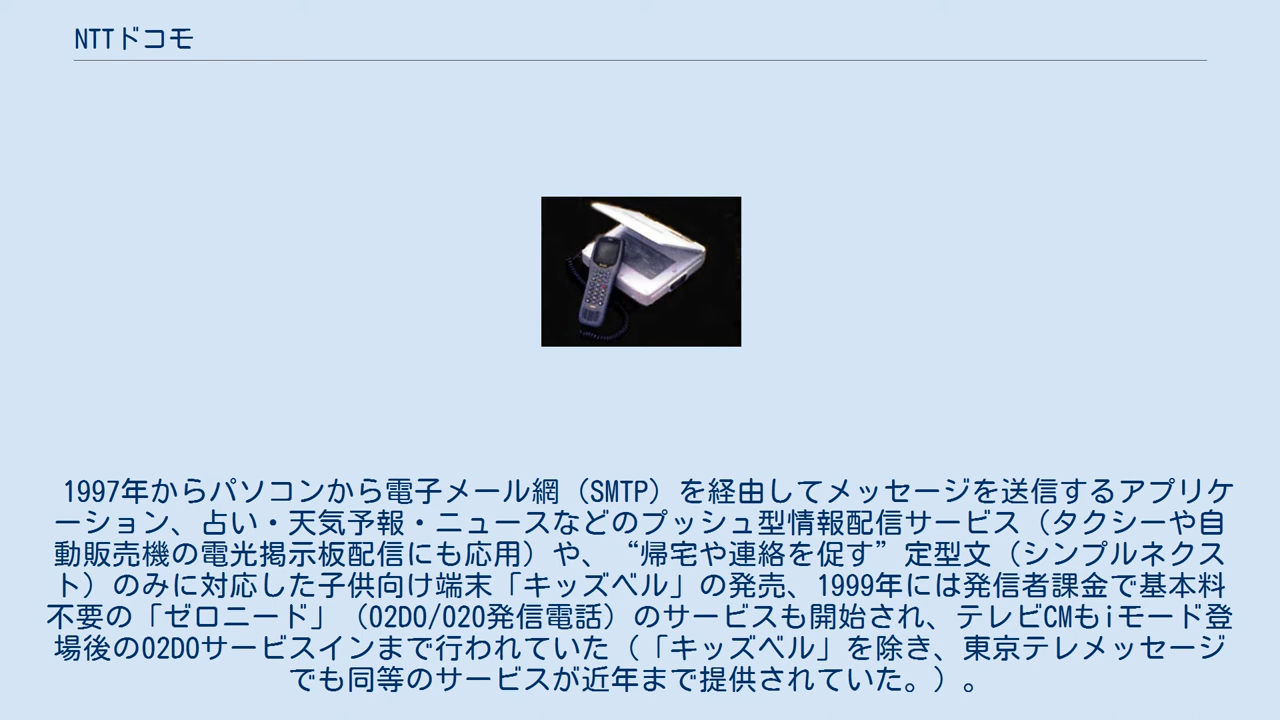 NTTドコモ
1997年からパソコンから電子メール網（SMTP）を経由してメッセージを送信するアプリケ
ーション、占い・天気予報・ニュースなどのプッシュ型情報配信サービス（タクシーや自
動販売機の電光掲示板配信にも応用）や、“帰宅や連絡を促す”定型文（シンプルネクス
ト）のみに対応した子供向け端末「キッズベル」の発売、1999年には発信者課金で基本料
不要の「ゼロニード」（02DO/020発信電話）のサービスも開始され、テレビCMもiモード登
場後の02DOサービスインまで行われていた（「キッズベル」を除き、東京テレメッセージ
でも同等のサービスが近年まで提供されていた。）。